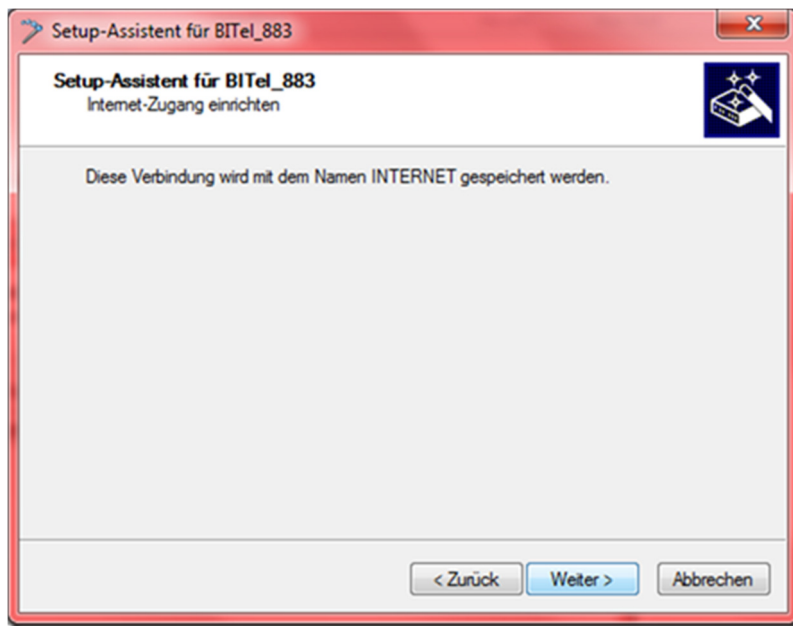 Setup-Assistent für BITel_883
Setup-Assistent für BITel_883
Internet-Zugang einrichten
Diese Verbindung wird mit dem Namen INTERNET gespeichert werden.
< Zurück Weiter > Abbrechen